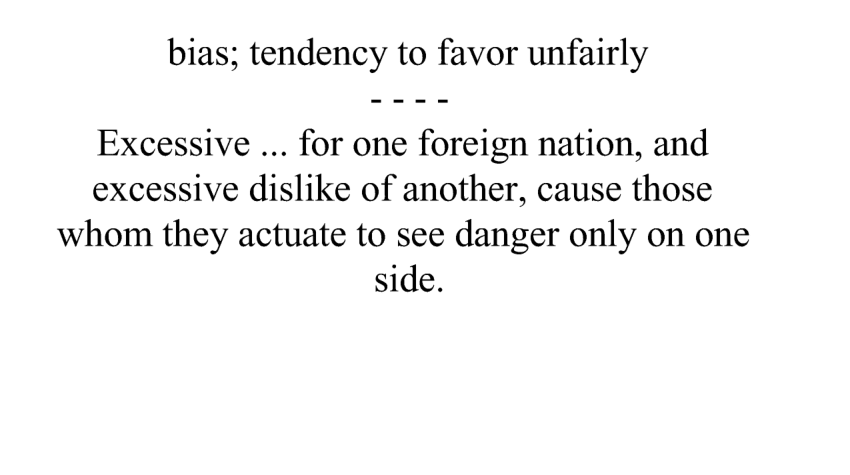 bias; tendency to favor unfairly
- - - -
Excessive ... for one foreign nation, and
excessive dislike of another, cause those
whom they actuate to see danger only on one
side.